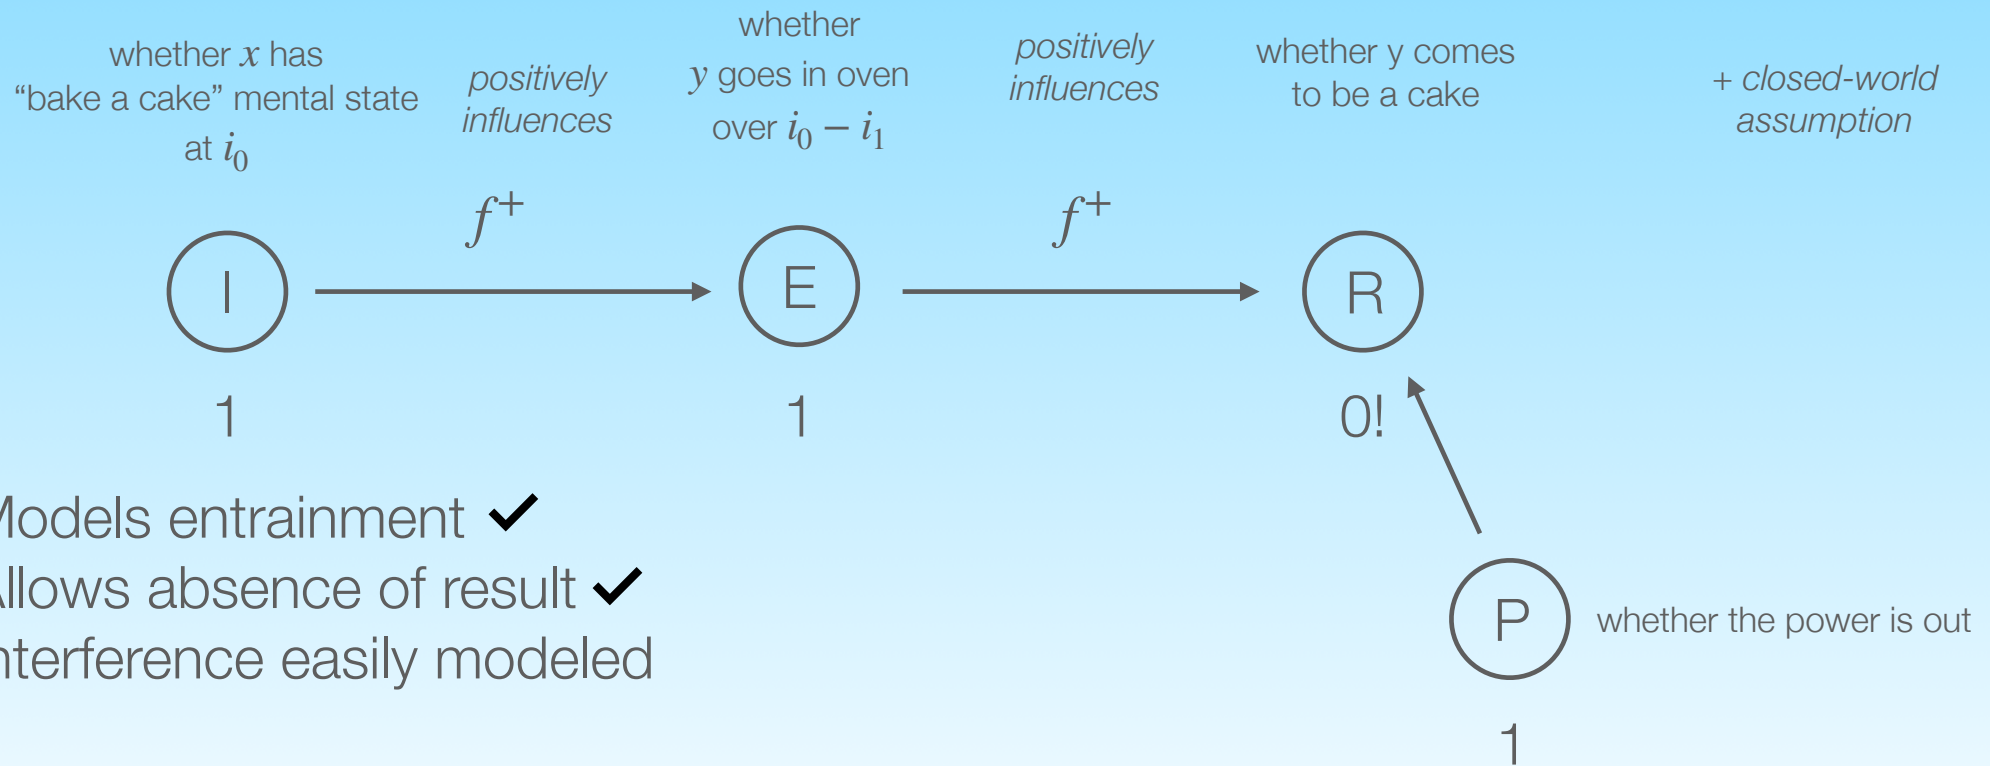 whether x has
“bake a cake” mental state
at i₀
positively
influences
whether
y goes in oven
over i₀ − i₁
positively
influences
whether y comes
to be a cake
+ closed-world
assumption
f⁺
f⁺
I
E
R
1
1
0!
Models entrainment ✓
Allows absence of result ✓
nterference easily modeled
P
whether the power is out
1